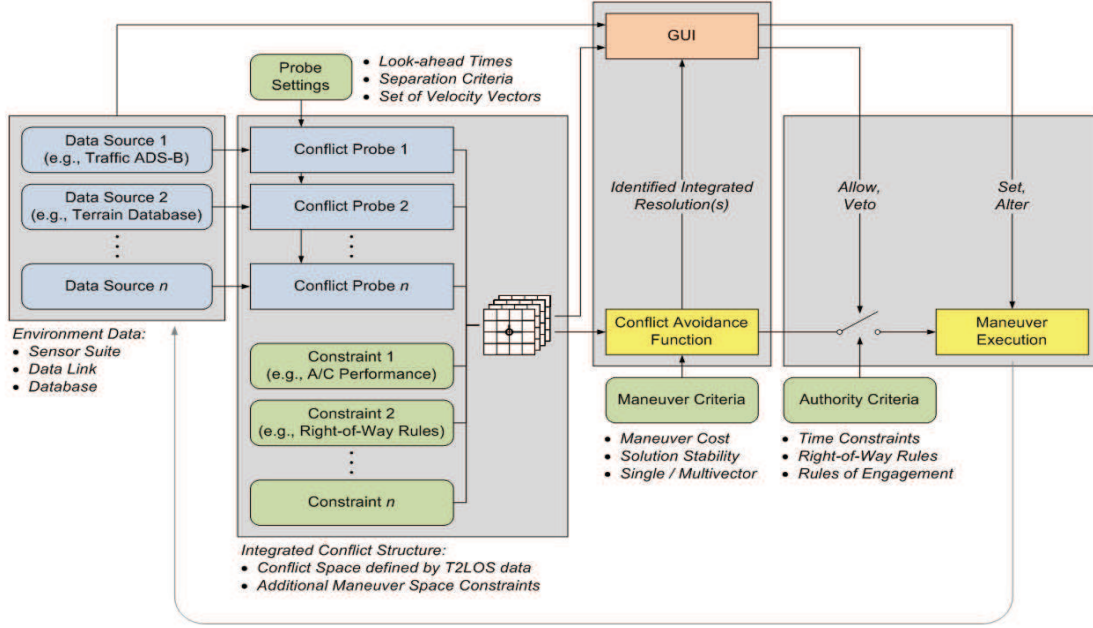 GUI
Probe
Settings
• Look-ahead Times
• Separation Criteria
• Set of Velocity Vectors
Data Source 1
(e.g., Traffic ADS-B)
Conflict Probe 1
Data Source 2
(e.g., Terrain Database)
Conflict Probe 2
Data Source n
Conflict Probe n
Identified Integrated
Resolution(s)
Allow,
Veto
Set,
Alter
Environment Data:
• Sensor Suite
• Data Link
• Database
Constraint 1
(e.g., A/C Performance)
Constraint 2
(e.g., Right-of-Way Rules)
Constraint n
Conflict Avoidance
Function
Maneuver
Execution
Maneuver Criteria
Authority Criteria
• Maneuver Cost
• Solution Stability
• Single / Multivector
• Time Constraints
• Right-of-Way Rules
• Rules of Engagement
Integrated Conflict Structure:
• Conflict Space defined by T2LOS data
• Additional Maneuver Space Constraints